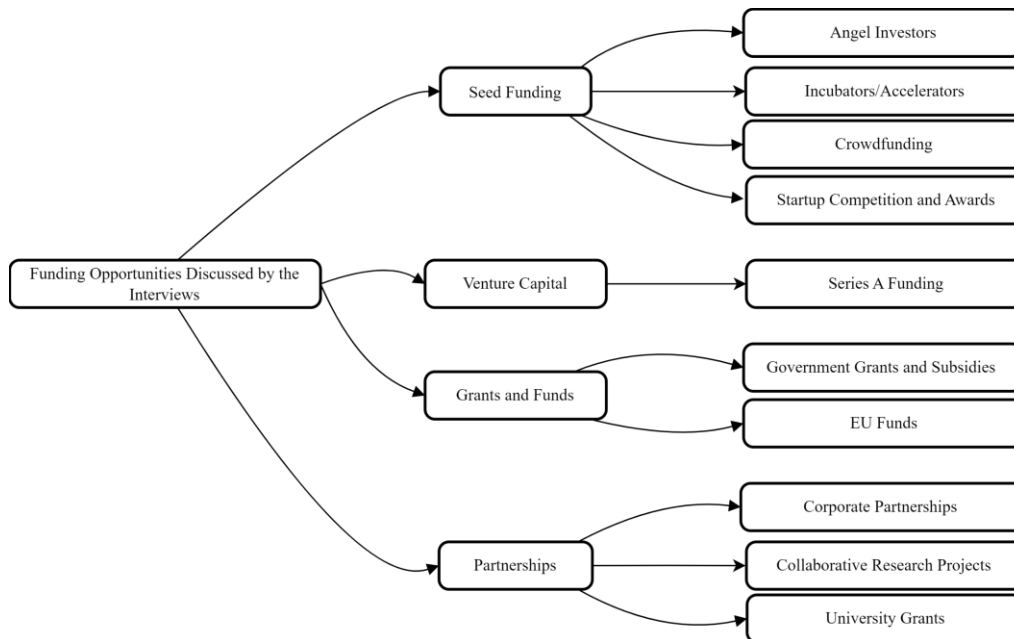 Angel Investors
Seed Funding
Incubators/Accelerators
Crowdfunding
Startup Competition and Awards
Funding Opportunities Discussed by the
Interviews
Venture Capital
Series A Funding
Government Grants and Subsidies
Grants and Funds
EU Funds
Corporate Partnerships
Partnerships
Collaborative Research Projects
University Grants